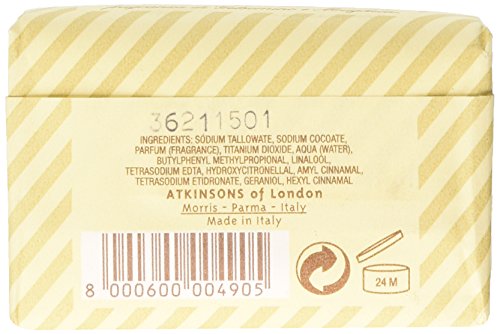 36211501
INGREDIENTS: SODIUM TALLOWATE, SODIUM COCOATE,
PARFUM (FRAGRANCE), TITANIUM DIOXIDE, AQUA (WATER),
BUTYLPHENYL METHYLPROPIONAL, LINALOOL,
TETRASODIUM EDTA, HYDROXYCITRONELLAL, AMYL CINNAMAL,
TETRASODIUM ETIDRONATE, GERANIOL, HEXYL CINNAMAL
ATKINSONS of London
Morris - Parma - Italy
Made in Italy
8 000600 004905
24 M